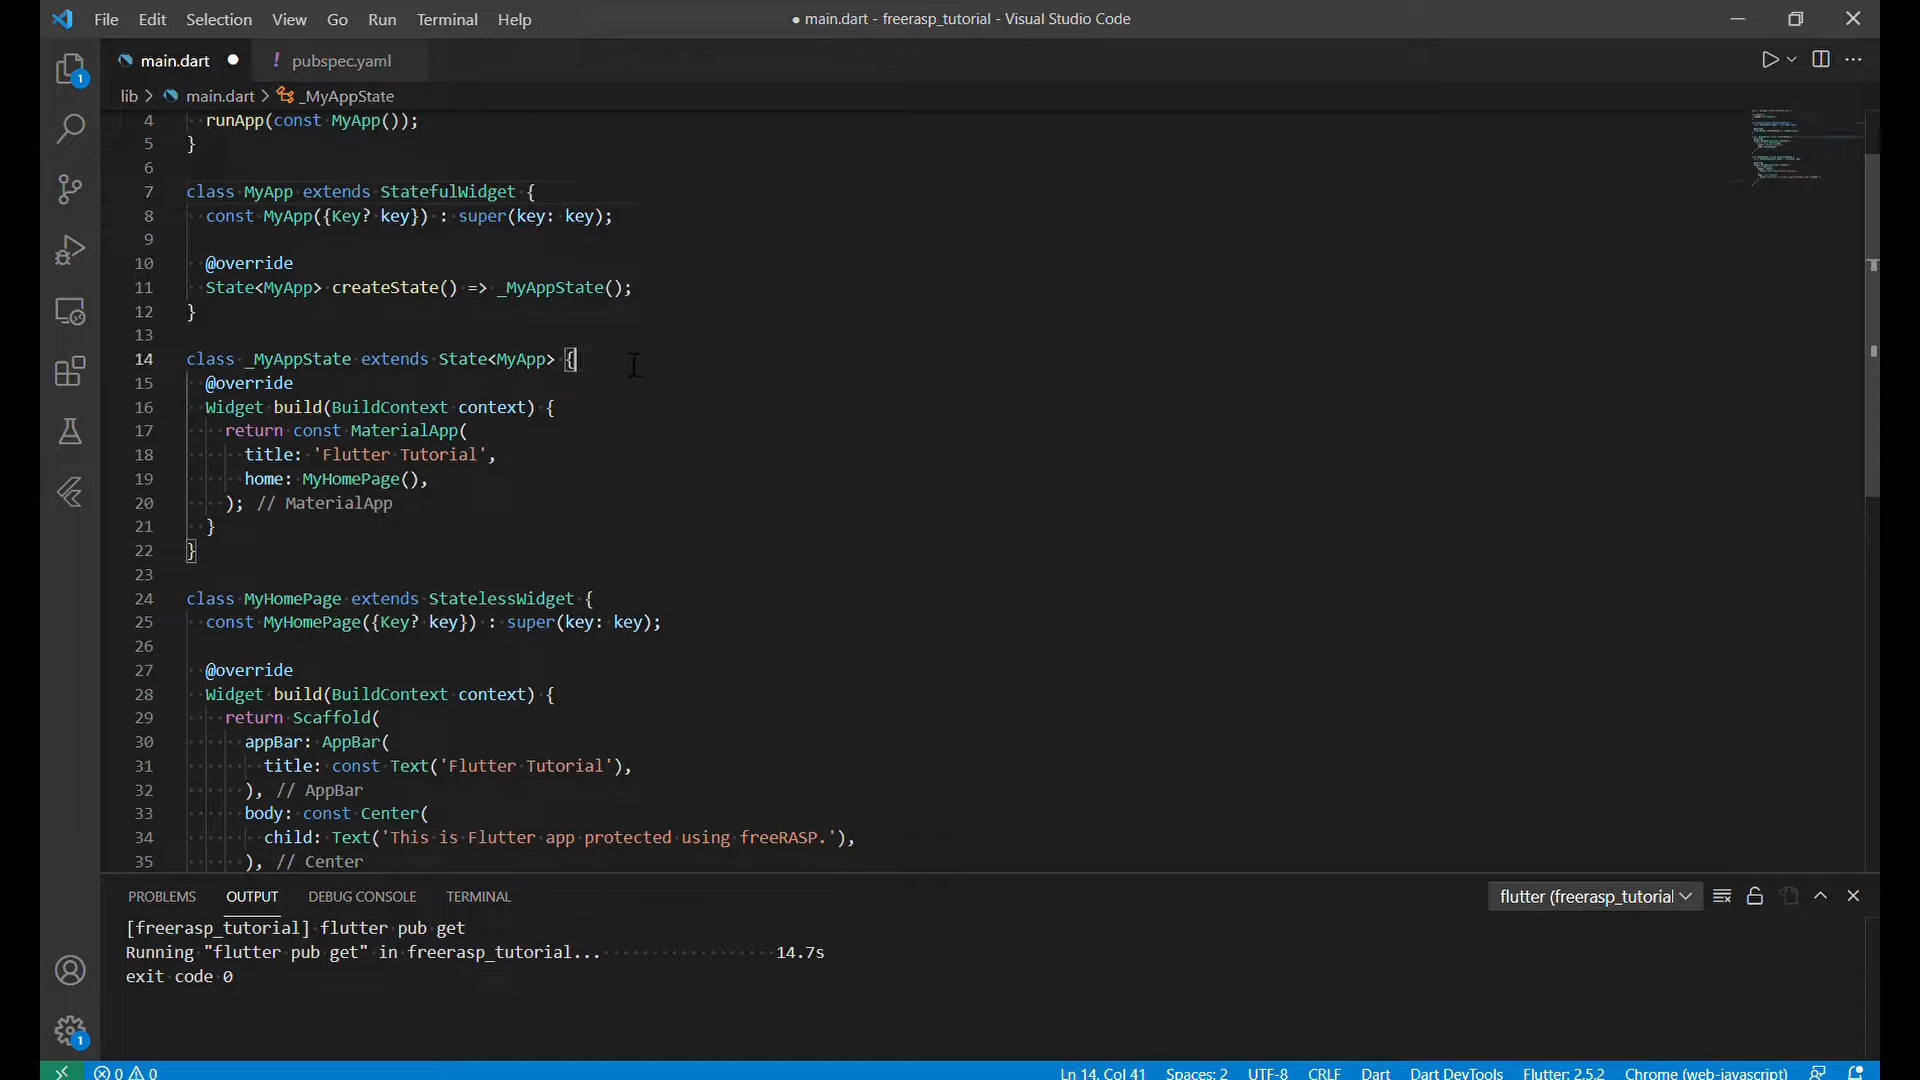 File Edit Selection View Go Run Terminal Help
● main.dart - freerasp_tutorial - Visual Studio Code
main.dart
! pubspec.yaml
lib > main.dart > _MyAppState
4 runApp(const MyApp());
5 }
6
7 class MyApp extends StatefulWidget {
8 const MyApp({Key? key}) : super(key: key);
9
10 @override
11 State<MyApp> createState() => _MyAppState();
12 }
13
14 class _MyAppState extends State<MyApp> {
15 @override
16 Widget build(BuildContext context) {
17 return const MaterialApp(
18 title: 'Flutter Tutorial',
19 home: MyHomePage(),
20 ); // MaterialApp
21 }
22 }
23
24 class MyHomePage extends StatelessWidget {
25 const MyHomePage({Key? key}) : super(key: key);
26
27 @override
28 Widget build(BuildContext context) {
29 return Scaffold(
30 appBar: AppBar(
31 title: const Text('Flutter Tutorial'),
32 ), // AppBar
33 body: const Center(
34 child: Text('This is Flutter app protected using freeRASP.'),
35 ), // Center
1
1
PROBLEMS OUTPUT DEBUG CONSOLE TERMINAL
flutter (freerasp_tutorial
[freerasp_tutorial] flutter pub get
Running "flutter pub get" in freerasp_tutorial... 14.7s
exit code 0
0 0
Ln 14, Col 41 Spaces: 2 UTF-8 CRLF Dart Dart DevTools Flutter: 2.5.2 Chrome (web-javascript)